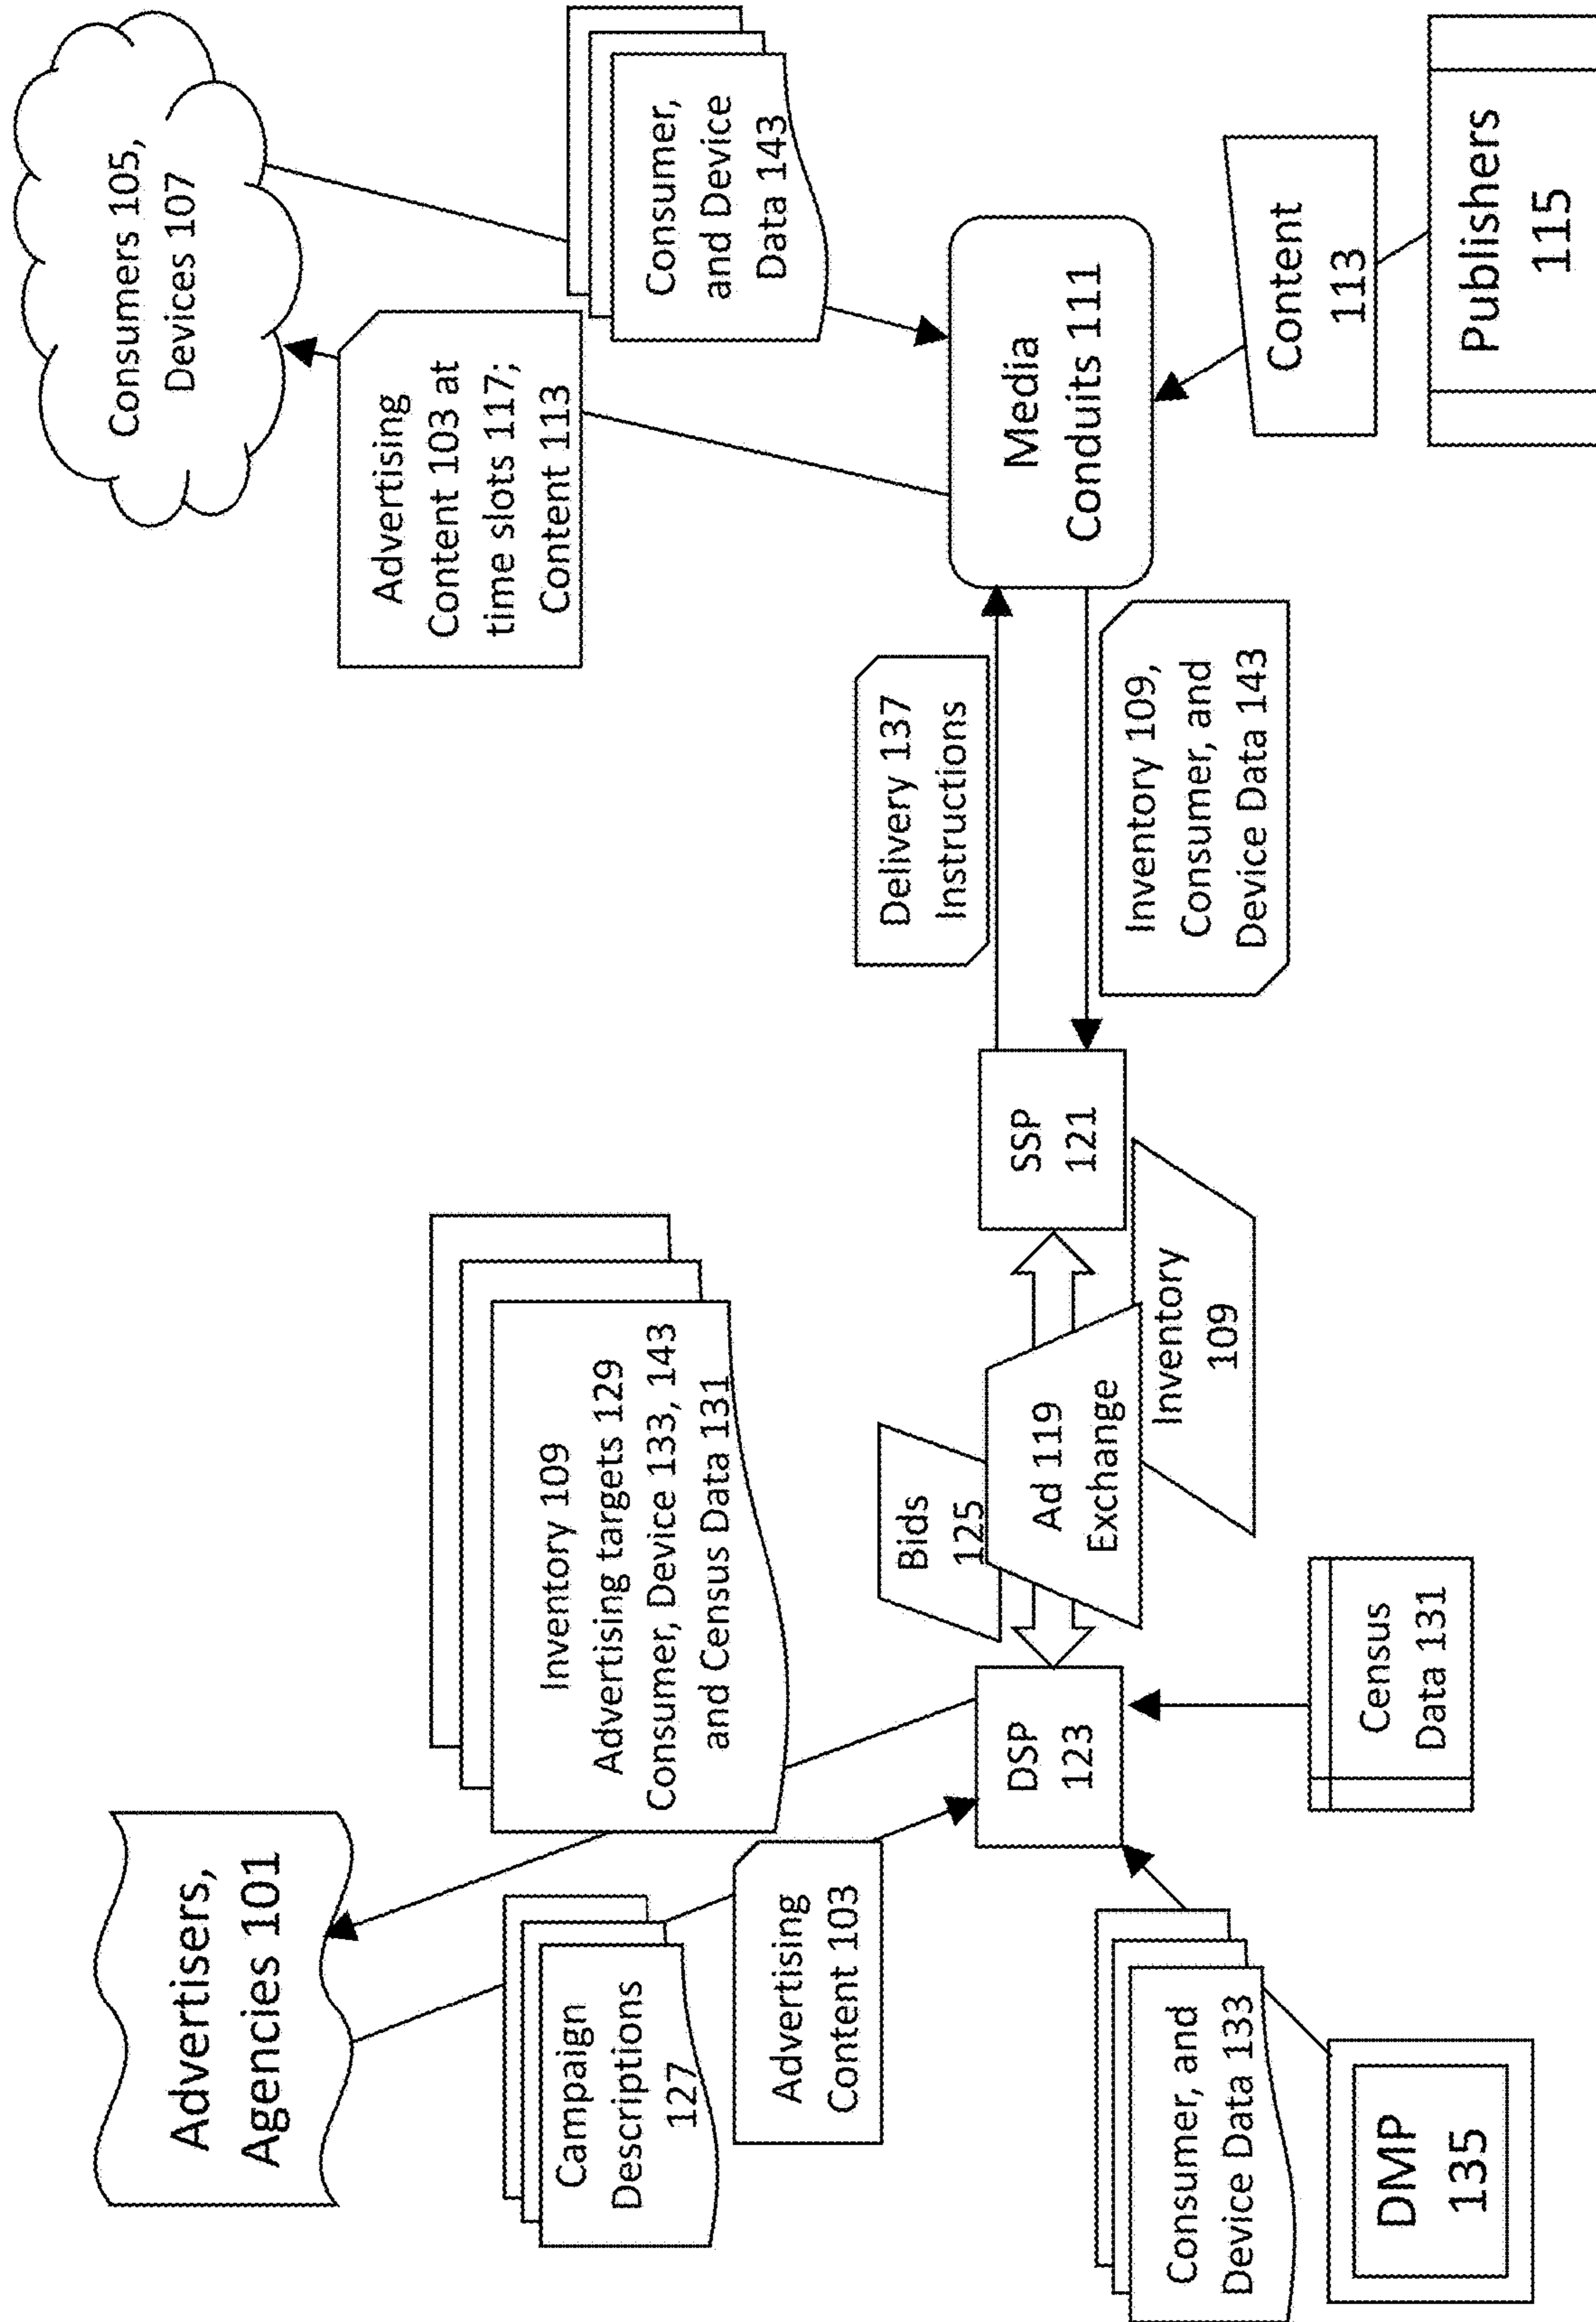 Advertisers,
Agencies 101
Campaign
Descriptions
127
Advertising
Content 103
Inventory 109
Advertising targets 129
Consumer, Device 133, 143
and Census Data 131
Consumers 105,
Devices 107
Advertising
Content 103 at
time slots 117;
Content 113
Consumer,
and Device
Data 143
DSP
123
Bids
125
Ad 119
Exchange
Inventory
109
SSP
121
Delivery 137
Instructions
Inventory 109,
Consumer, and
Device Data 143
Media
Conduits 111
Consumer, and
Device Data 133
DMP
135
Census
Data 131
Content
113
Publishers
115